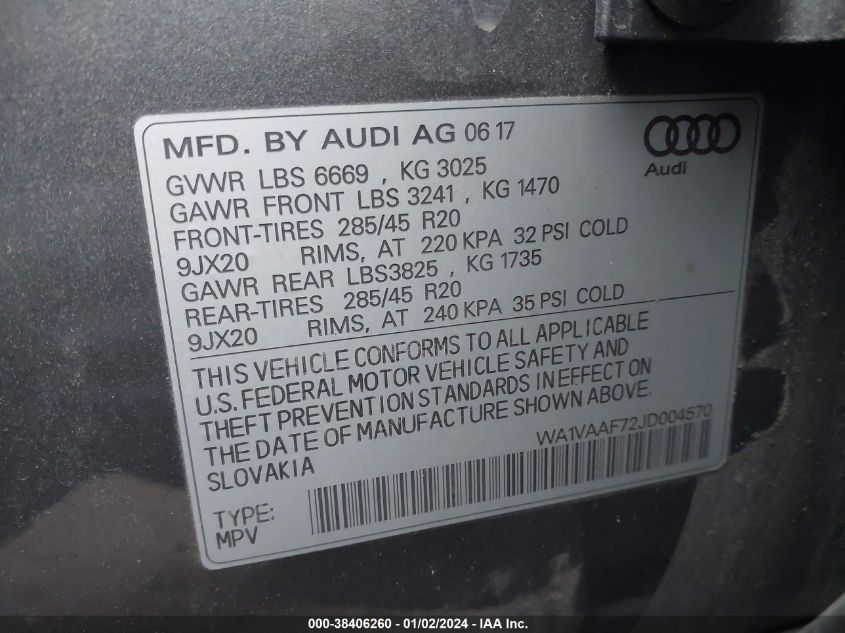 MFD. BY AUDI AG 06 17
Audi
GVWR LBS 6669 , KG 3025
GAWR FRONT LBS 3241 , KG 1470
FRONT-TIRES 285/45 R20
9JX20 RIMS, AT 220 KPA 32 PSI COLD
GAWR REAR LBS3825 , KG 1735
REAR-TIRES 285/45 R20
9JX20 RIMS, AT 240 KPA 35 PSI COLD
THIS VEHICLE CONFORMS TO ALL APPLICABLE
U.S. FEDERAL MOTOR VEHICLE SAFETY AND
THEFT PREVENTION STANDARDS IN EFFECT ON
THE DATE OF MANUFACTURE SHOWN ABOVE.
SLOVAKIA WA1VAAF72JD004570
TYPE:
MPV
000-38406260 - 01/02/2024 - IAA Inc.